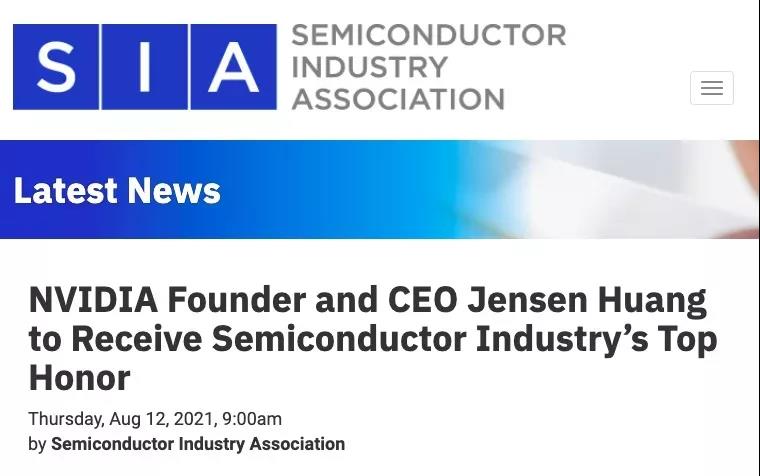 SIA
SEMICONDUCTOR
INDUSTRY
ASSOCIATION
Latest News
NVIDIA Founder and CEO Jensen Huang
to Receive Semiconductor Industry’s Top
Honor
Thursday, Aug 12, 2021, 9:00am
by Semiconductor Industry Association